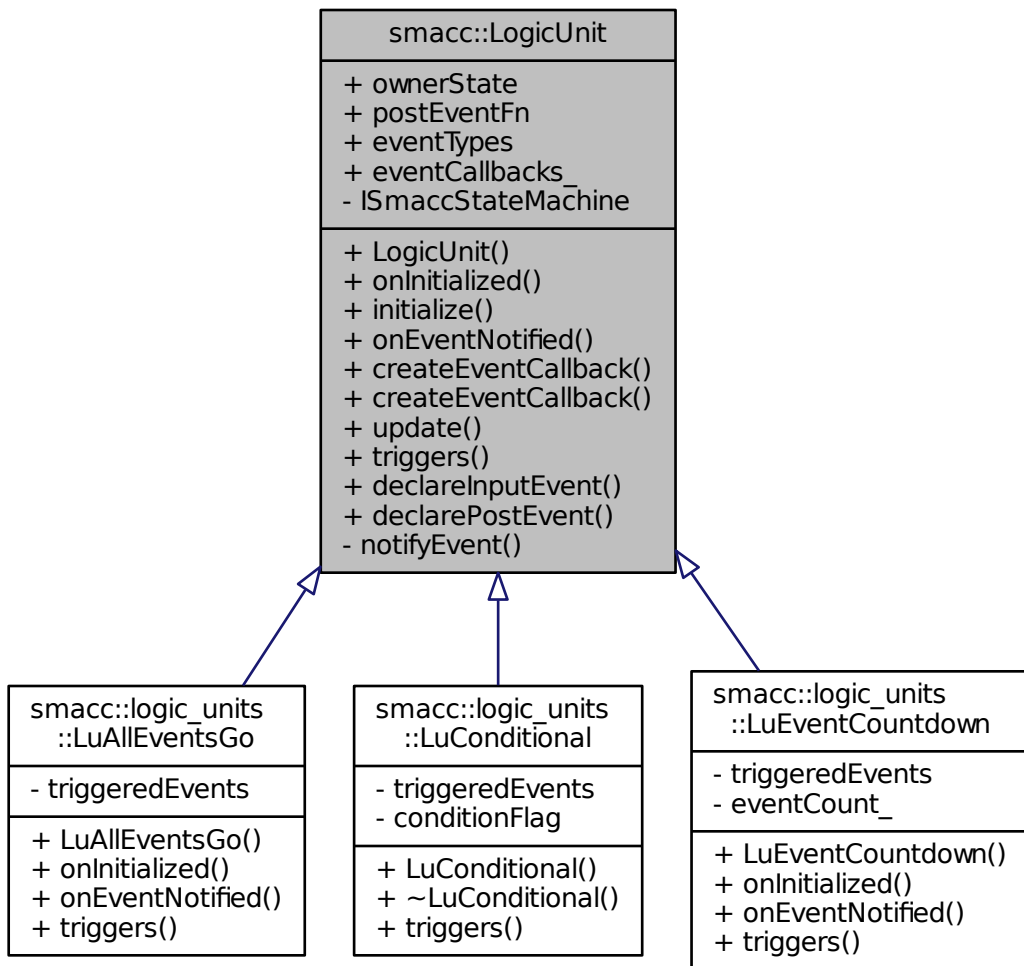 smacc::LogicUnit
+ ownerState
+ postEventFn
+ eventTypes
+ eventCallbacks_
- ISmaccStateMachine
+ LogicUnit()
+ onInitialized()
+ initialize()
+ onEventNotified()
+ createEventCallback()
+ createEventCallback()
+ update()
+ triggers()
+ declareInputEvent()
+ declarePostEvent()
- notifyEvent()
smacc::logic_units
::LuAllEventsGo
- triggeredEvents
+ LuAllEventsGo()
+ onInitialized()
+ onEventNotified()
+ triggers()
smacc::logic_units
::LuConditional
- triggeredEvents
- conditionFlag
+ LuConditional()
+ ~LuConditional()
+ triggers()
smacc::logic_units
::LuEventCountdown
- triggeredEvents
- eventCount_
+ LuEventCountdown()
+ onInitialized()
+ onEventNotified()
+ triggers()